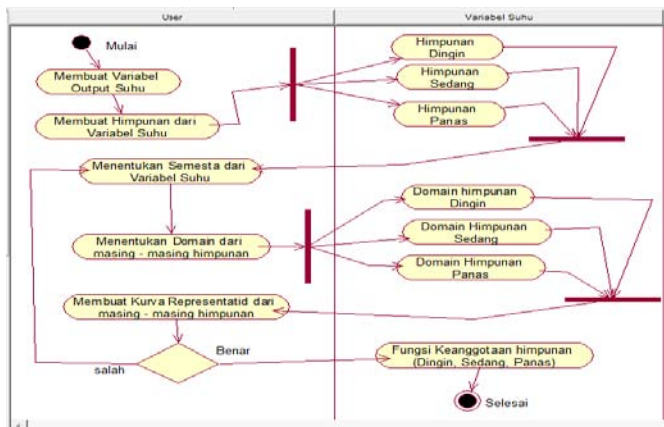 User
Variabel Suhu
Mulai
Membuat Variabel
Output Suhu
Membuat Himpunan dari
Variabel Suhu
Himpunan
Dingin
Himpunan
Sedang
Himpunan
Panas
Menentukan Semesta dari
Variabel Suhu
Menentukan Domain dari
masing - masing himpunan
Domain himpunan
Dingin
Domain Himpunan
Sedang
Domain Himpunan
Panas
Membuat Kurva Representatid dari
masing - masing himpunan
salah
Benar
Fungsi Keanggotaan himpunan
(Dingin, Sedang, Panas)
Selesai